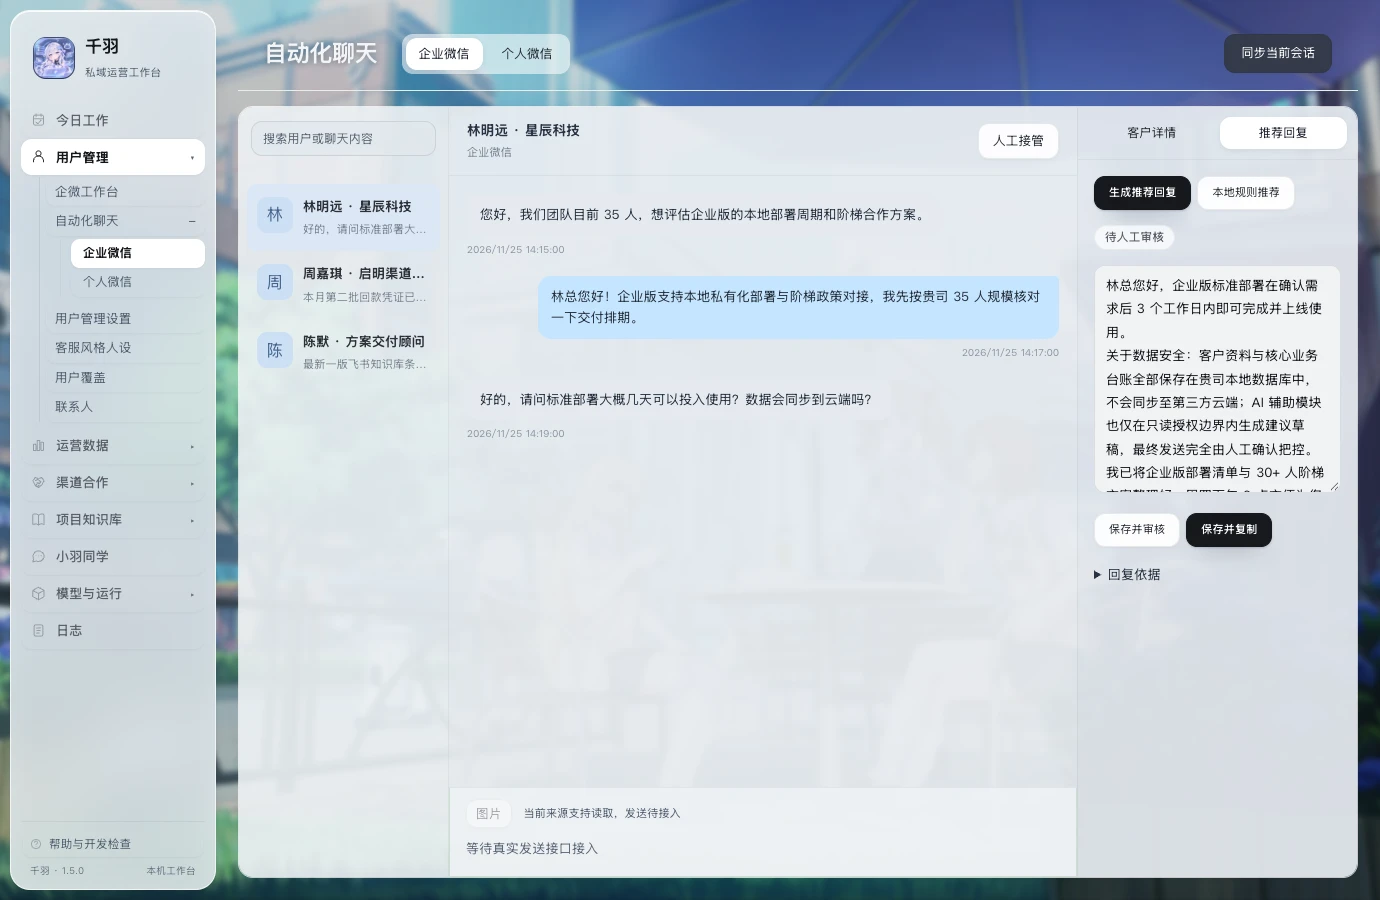 千羽
私域运营工作台
今日工作
用户管理
企微工作台
自动化聊天
企业微信
个人微信
用户管理设置
客服风格人设
用户覆盖
联系人
运营数据
渠道合作
项目知识库
小羽同学
模型与运行
日志
帮助与开发检查
千羽 · 1.5.0
本机工作台
自动化聊天
企业微信
个人微信
同步当前会话
搜索用户或聊天内容
林 林明远 · 星辰科技
好的，请问标准部署大...
周 周嘉琪 · 启明渠道...
本月第二批回款凭证已...
陈 陈默 · 方案交付顾问
最新一版飞书知识库条...
林明远 · 星辰科技
企业微信
人工接管
您好，我们团队目前 35 人，想评估企业版的本地部署周期和阶梯合作方案。
2026/11/25 14:15:00
林总您好！企业版支持本地私有化部署与阶梯政策对接，我先按贵司 35 人规模核对
一下交付排期。
2026/11/25 14:17:00
好的，请问标准部署大概几天可以投入使用？数据会同步到云端吗？
2026/11/25 14:19:00
图片
当前来源支持读取，发送待接入
等待真实发送接口接入
客户详情
推荐回复
生成推荐回复
本地规则推荐
待人工审核
林总您好，企业版标准部署在确认需
求后 3 个工作日内即可完成并上线使
用。
关于数据安全：客户资料与核心业务
台账全部保存在贵司本地数据库中，
不会同步至第三方云端；AI 辅助模块
也仅在只读授权边界内生成建议草
稿，最终发送完全由人工确认把控。
我已将企业版部署清单与 30+ 人阶梯
保存并审核
保存并复制
回复依据